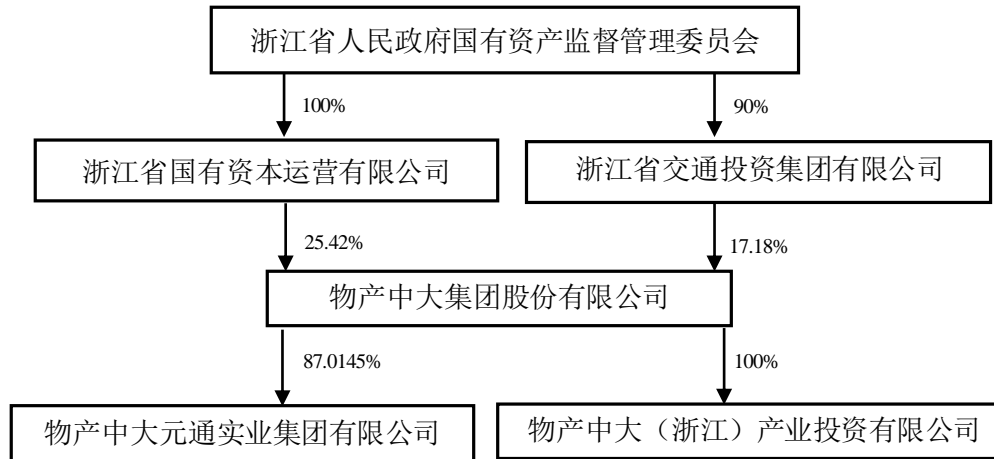 浙江省人民政府国有资产监督管理委员会
100%
90%
浙江省国有资本运营有限公司
浙江省交通投资集团有限公司
25.42%
17.18%
物产中大集团股份有限公司
87.0145%
100%
物产中大元通实业集团有限公司
物产中大（浙江）产业投资有限公司